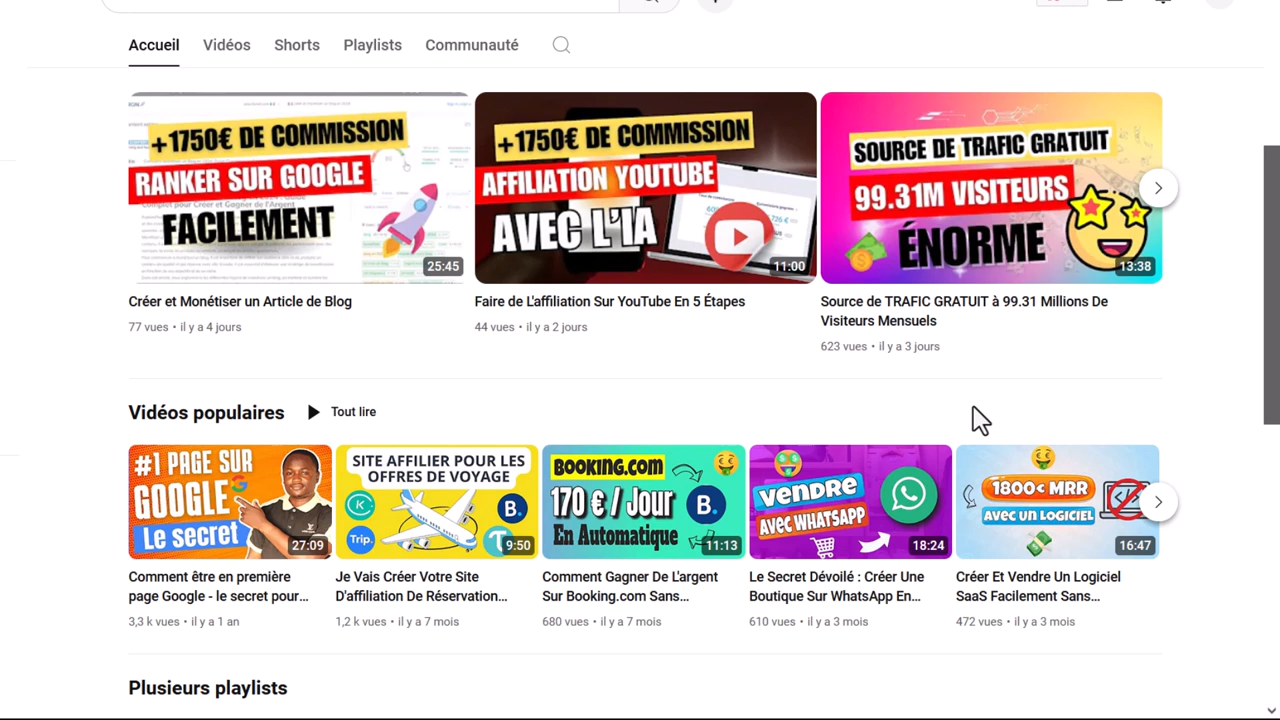 Accueil
Vidéos
Shorts
Playlists
Communauté
+1750€ DE COMMISSION
RANKER SUR GOOGLE
FACILEMENT
25:45
+1750€ DE COMMISSION
AFFILIATION YOUTUBE
AVEC L'IA
11:00
SOURCE DE TRAFIC GRATUIT
99.31M VISITEURS
ÉNORME
13:38
Créer et Monétiser un Article de Blog
77 vues • il y a 4 jours
Faire de L'affiliation Sur YouTube En 5 Étapes
44 vues • il y a 2 jours
Source de TRAFIC GRATUIT à 99.31 Millions De
Visiteurs Mensuels
623 vues • il y a 3 jours
Vidéos populaires
Tout lire
#1 PAGE SUR
GOOGLE
Le secret
27:09
SITE AFFILIER POUR LES
OFFRES DE VOYAGE
K.
B.
Trip.
T
9:50
BOOKING.COM
170 € / Jour
B.
En Automatique
11:13
VENDRE
AVEC WHATSAPP
18:24
1800€ MRR
AVEC UN LOGICIEL
16:47
Comment être en première
page Google - le secret pour...
3,3 k vues • il y a 1 an
Je Vais Créer Votre Site
D'affiliation De Réservation...
1,2 k vues • il y a 7 mois
Comment Gagner De L'argent
Sur Booking.com Sans...
680 vues • il y a 7 mois
Le Secret Dévoilé : Créer Une
Boutique Sur WhatsApp En...
610 vues • il y a 3 mois
Créer Et Vendre Un Logiciel
SaaS Facilement Sans...
472 vues • il y a 3 mois
Plusieurs playlists